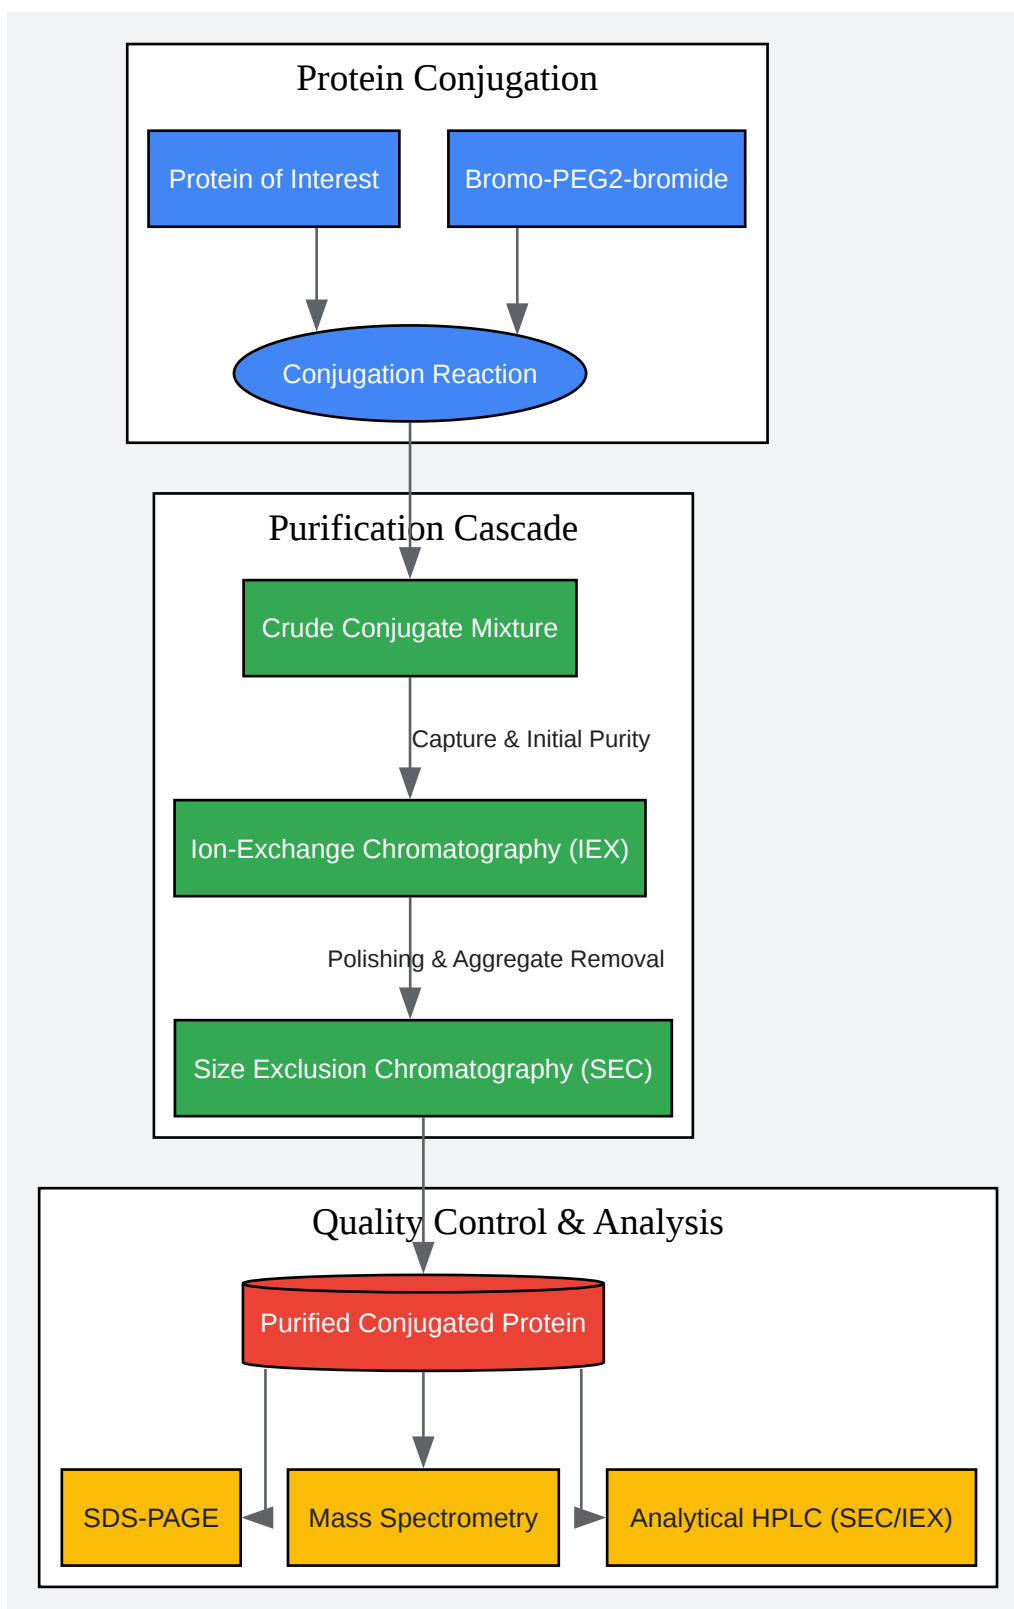 Protein Conjugation
Protein of Interest
Bromo-PEG2-bromide
Conjugation Reaction
Purification Cascade
Crude Conjugate Mixture
Capture & Initial Purity
Ion-Exchange Chromatography (IEX)
Polishing & Aggregate Removal
Size Exclusion Chromatography (SEC)
Quality Control & Analysis
Purified Conjugated Protein
SDS-PAGE
Mass Spectrometry
Analytical HPLC (SEC/IEX)